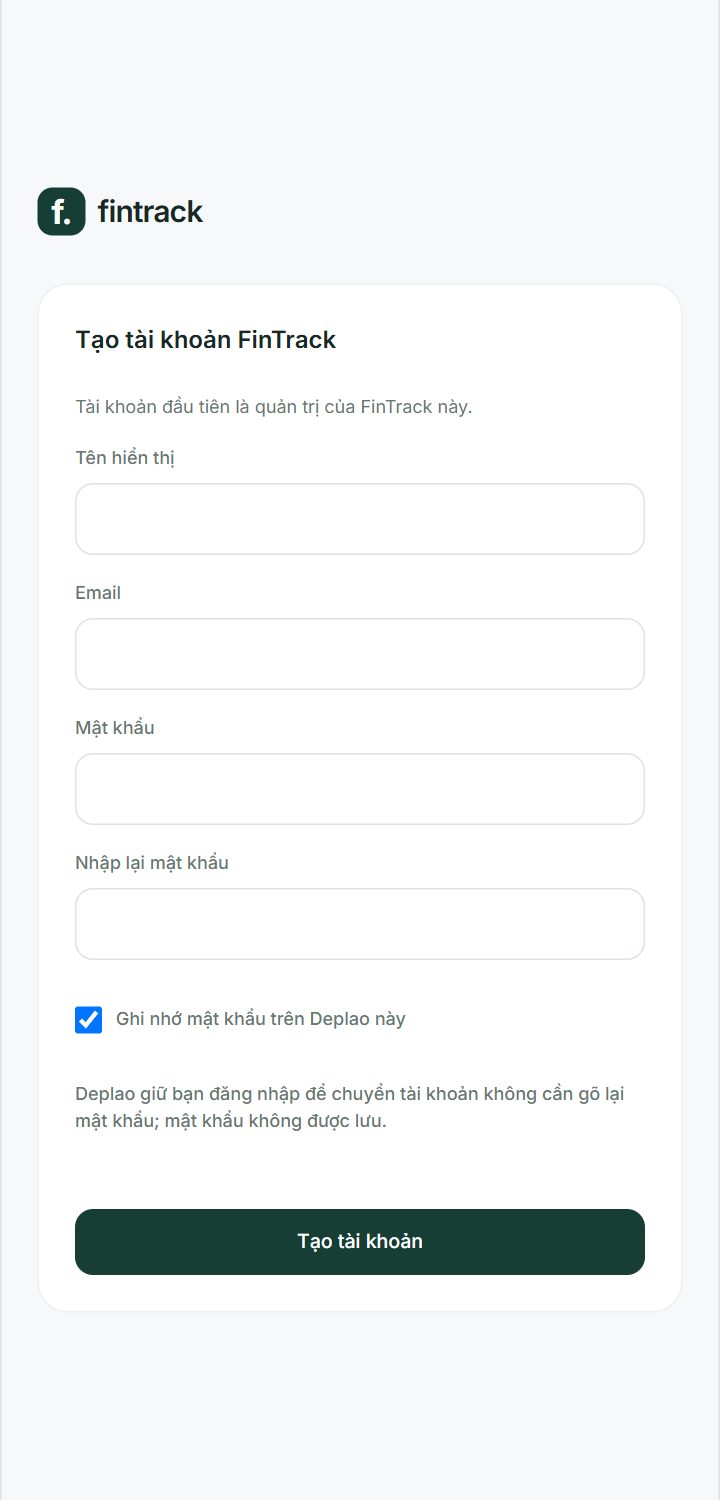 f. fintrack
Tạo tài khoản FinTrack
Tài khoản đầu tiên là quản trị của FinTrack này.
Tên hiển thị
Email
Mật khẩu
Nhập lại mật khẩu
Ghi nhớ mật khẩu trên Deplao này
Deplao giữ bạn đăng nhập để chuyển tài khoản không cần gõ lại
mật khẩu; mật khẩu không được lưu.
Tạo tài khoản